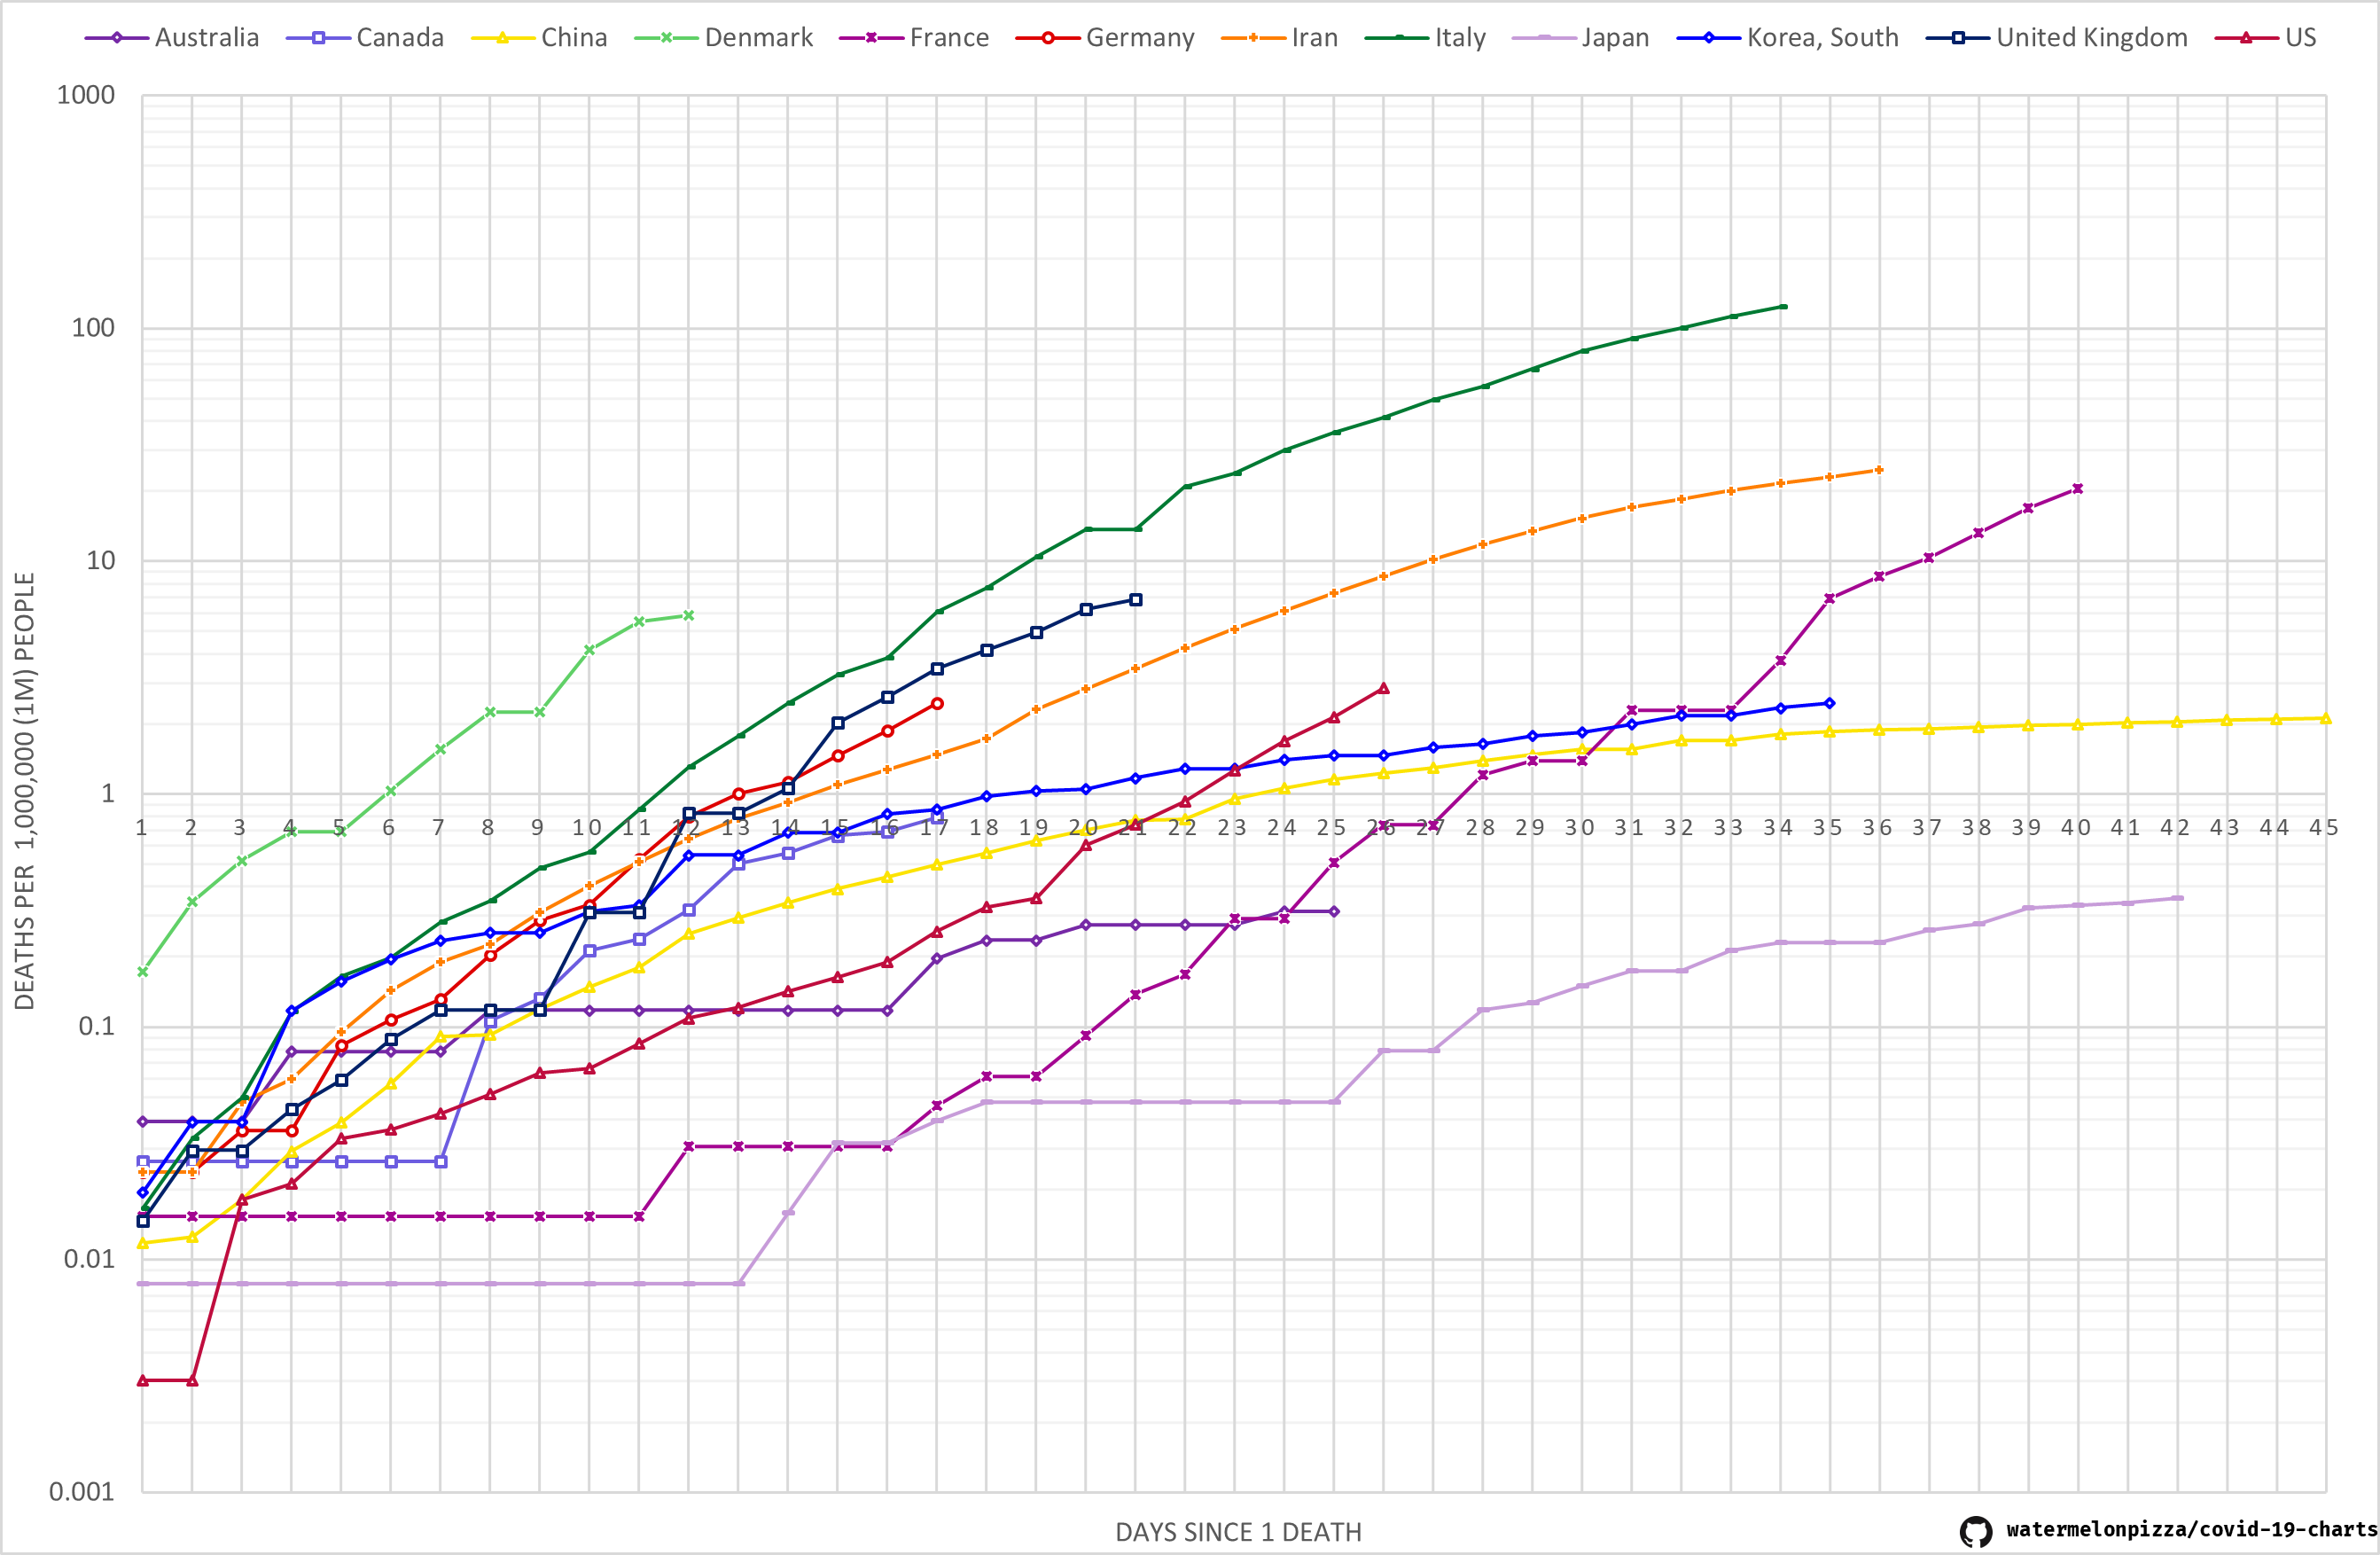 Australia Canada China Denmark France Germany Iran Italy Japan Korea, South United Kingdom US
1000
100
10
1
1 2 3 4 5 6 7 8 9 10 11 12 13 14 15 16 17 18 19 20 21 22 23 24 25 26 27 28 29 30 31 32 33 34 35 36 37 38 39 40 41 42 43 44 45
0.1
0.01
0.001
DEATHS PER 1,000,000 (1M) PEOPLE
DAYS SINCE 1 DEATH
watermelonpizza/covid-19-charts